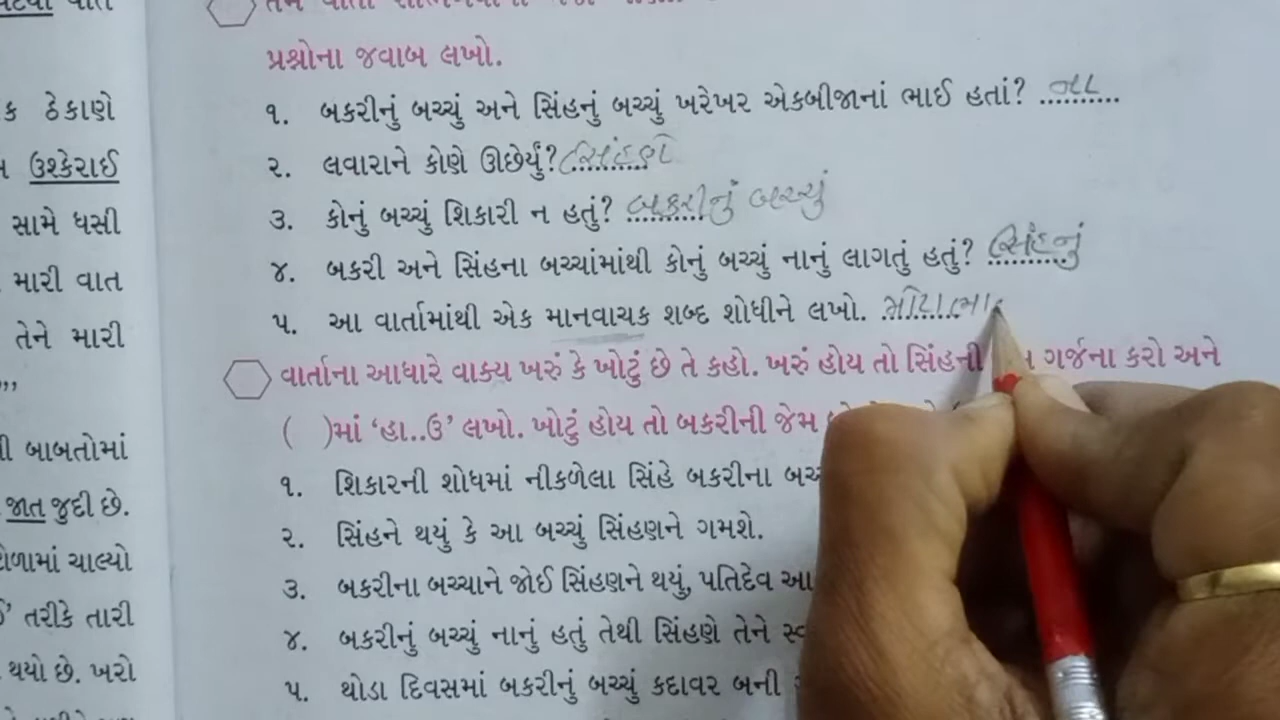 પ્રશ્નોના જવાબ લખો.
૧. બકરીનું બચ્ચું અને સિંહનું બચ્ચું ખરેખર એકબીજાનાં ભાઈ હતાં? ના
૨. લવારાને કોણે ઊછેર્યું? સિંહણે
૩. કોનું બચ્ચું શિકારી ન હતું? બકરીનું બચ્ચું
૪. બકરી અને સિંહના બચ્ચાંમાંથી કોનું બચ્ચું નાનું લાગતું હતું? સિંહનું
૫. આ વાર્તામાંથી એક માનવાચક શબ્દ શોધીને લખો. મોટાભા
વાર્તાના આધારે વાક્ય ખરું કે ખોટું છે તે કહો. ખરું હોય તો સિંહની ગર્જના કરો અને
( )માં ‘હા..ઉ’ લખો. ખોટું હોય તો બકરીની જેમ
૧. શિકારની શોધમાં નીકળેલા સિંહે બકરીના
૨. સિંહને થયું કે આ બચ્ચું સિંહણને ગમશે.
૩. બકરીના બચ્ચાને જોઈ સિંહણને થયું, પતિદેવ આ
૪. બકરીનું બચ્ચું નાનું હતું તેથી સિંહણે તેને
૫. થોડા દિવસમાં બકરીનું બચ્ચું કદાવર બની
ક ઠેકાણે
ઉશ્કેરાઈ
સામે ધસી
મારી વાત
તેને મારી
”
ી બાબતોમાં
જાત જુદી છે.
ચાલ્યો
’ તરીકે તારી
થયો છે. ખરો